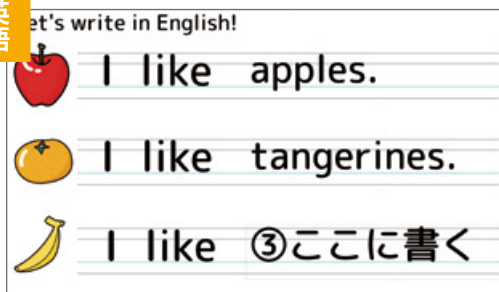 et's write in English!
I like apples.
I like tangerines.
I like ③ここに書く